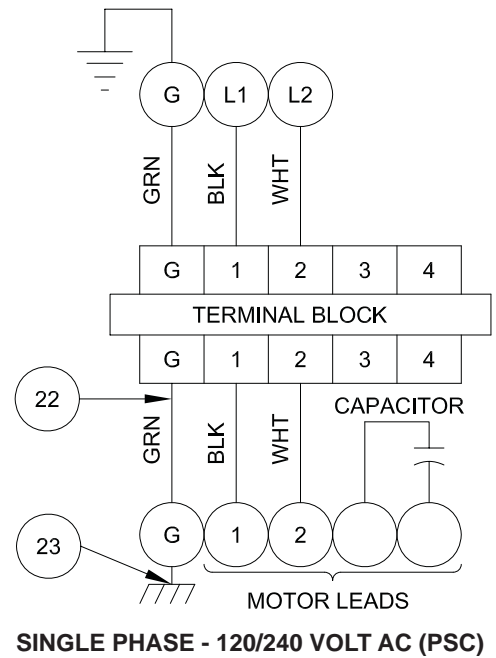 G L1 L2
GRN BLK WHT
G 1 2 3 4
TERMINAL BLOCK
G 1 2 3 4
22
CAPACITOR
GRN BLK WHT
23
G 1 2
MOTOR LEADS
SINGLE PHASE - 120/240 VOLT AC (PSC)